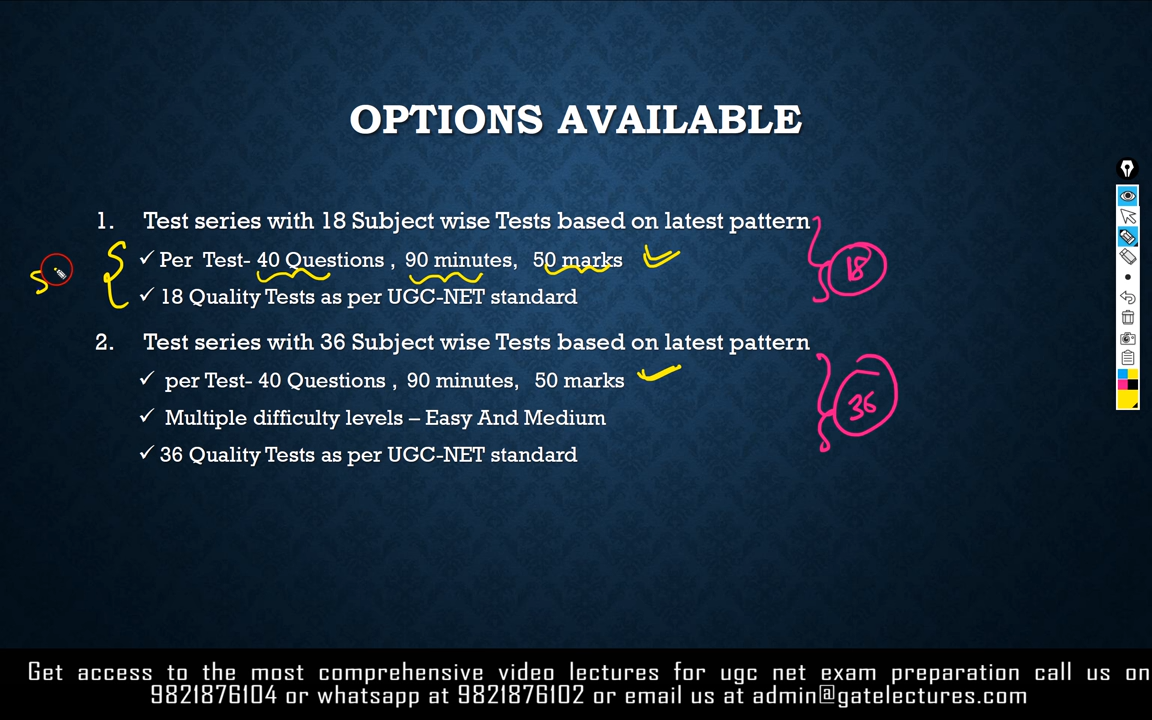 OPTIONS AVAILABLE
1. Test series with 18 Subject wise Tests based on latest pattern
✓ Per Test- 40 Questions , 90 minutes, 50 marks
18
✓ 18 Quality Tests as per UGC-NET standard
2. Test series with 36 Subject wise Tests based on latest pattern
✓ per Test- 40 Questions , 90 minutes, 50 marks
36
✓ Multiple difficulty levels – Easy And Medium
✓ 36 Quality Tests as per UGC-NET standard
Get access to the most comprehensive video lectures for ugc net exam preparation call us on
9821876104 or whatsapp at 9821876102 or email us at admin@gatelectures.com